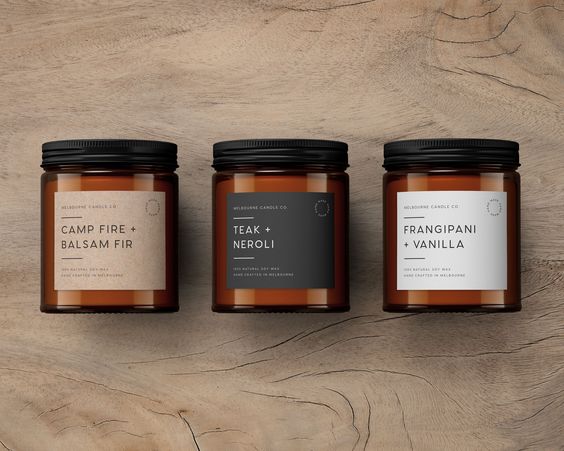 MELBOURNE CANDLE CO.
CAMP FIRE +
BALSAM FIR
100% NATURAL SOY WAX
HAND CRAFTED IN MELBOURNE
MELBOURNE CANDLE CO.
TEAK +
NEROLI
100% NATURAL SOY WAX
HAND CRAFTED IN MELBOURNE
MELBOURNE CANDLE CO.
FRANGIPANI
+ VANILLA
100% NATURAL SOY WAX
HAND CRAFTED IN MELBOURNE